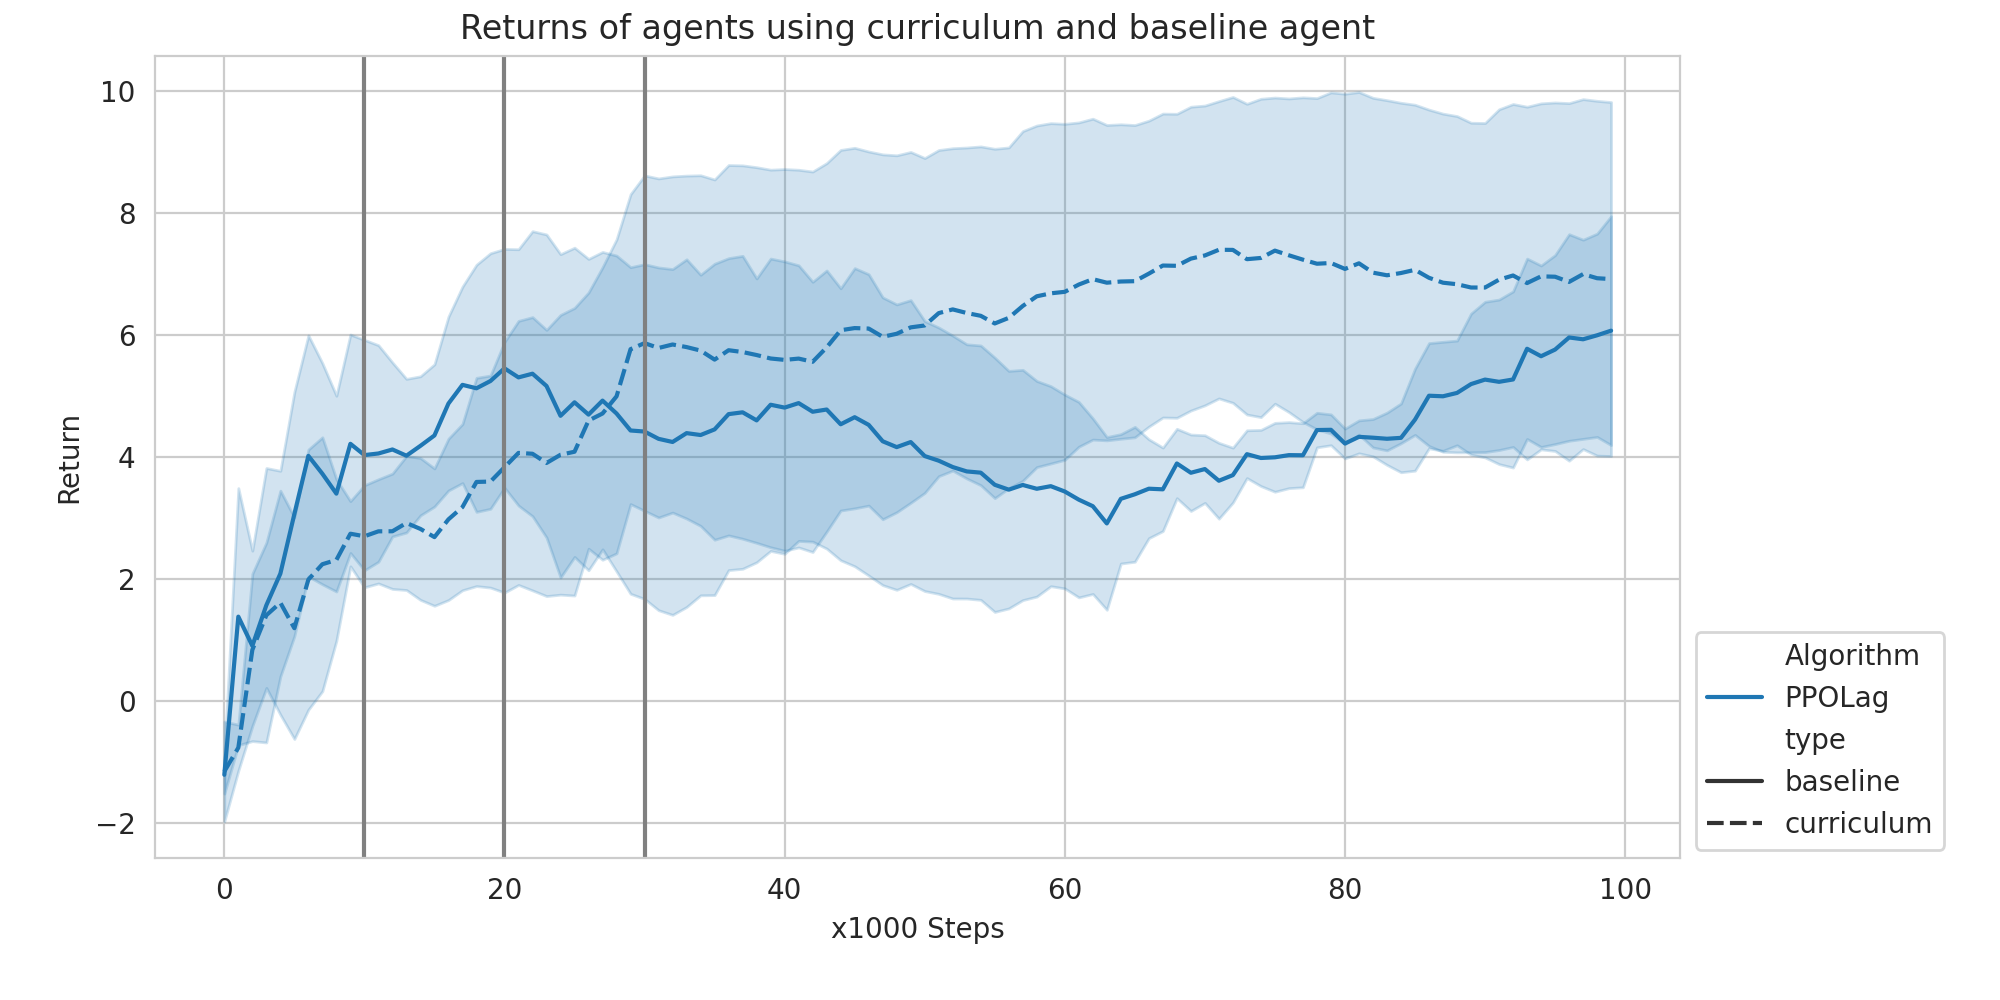 Returns of agents using curriculum and baseline agent
10
8
6
4
2
0
−2
Return
0 20 40 60 80 100
x1000 Steps
Algorithm
PPOLag
type
baseline
curriculum